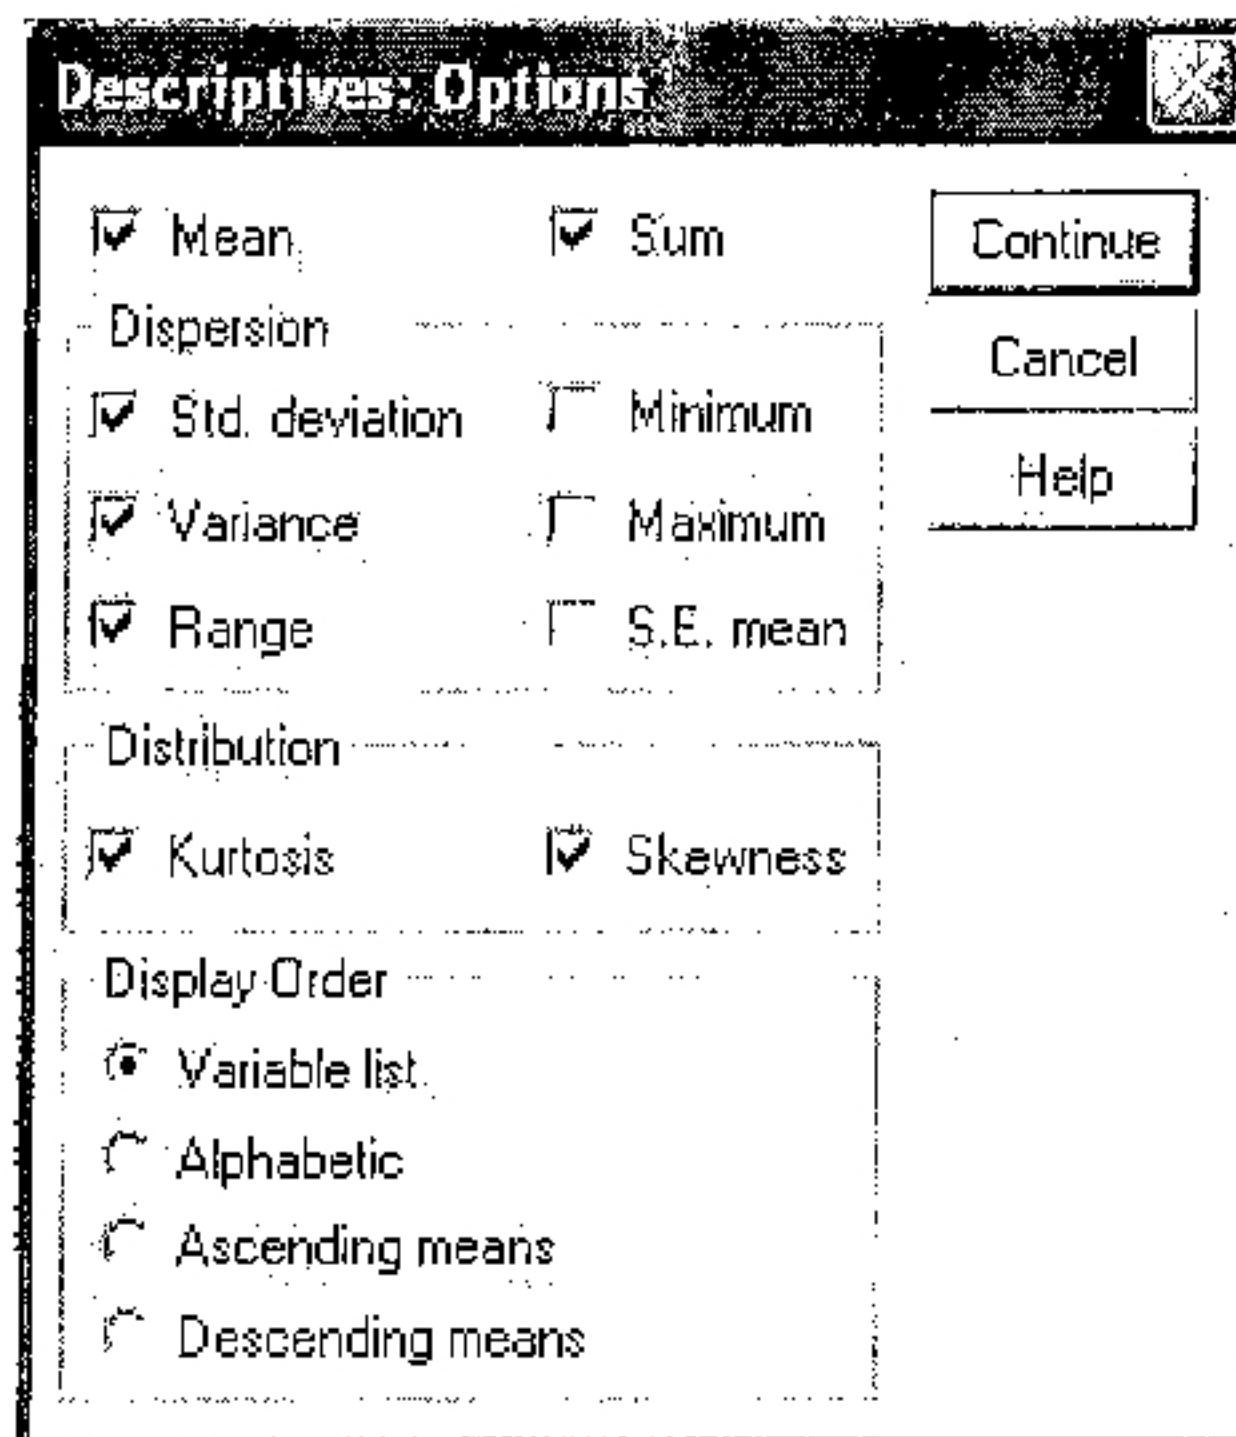 Descriptives: Options
Mean Sum Continue
Dispersion
Cancel
Std. deviation Minimum
Help
Variance Maximum
Range S.E. mean
Distribution
Kurtosis Skewness
Display Order
Variable list
Alphabetic
Ascending means
Descending means